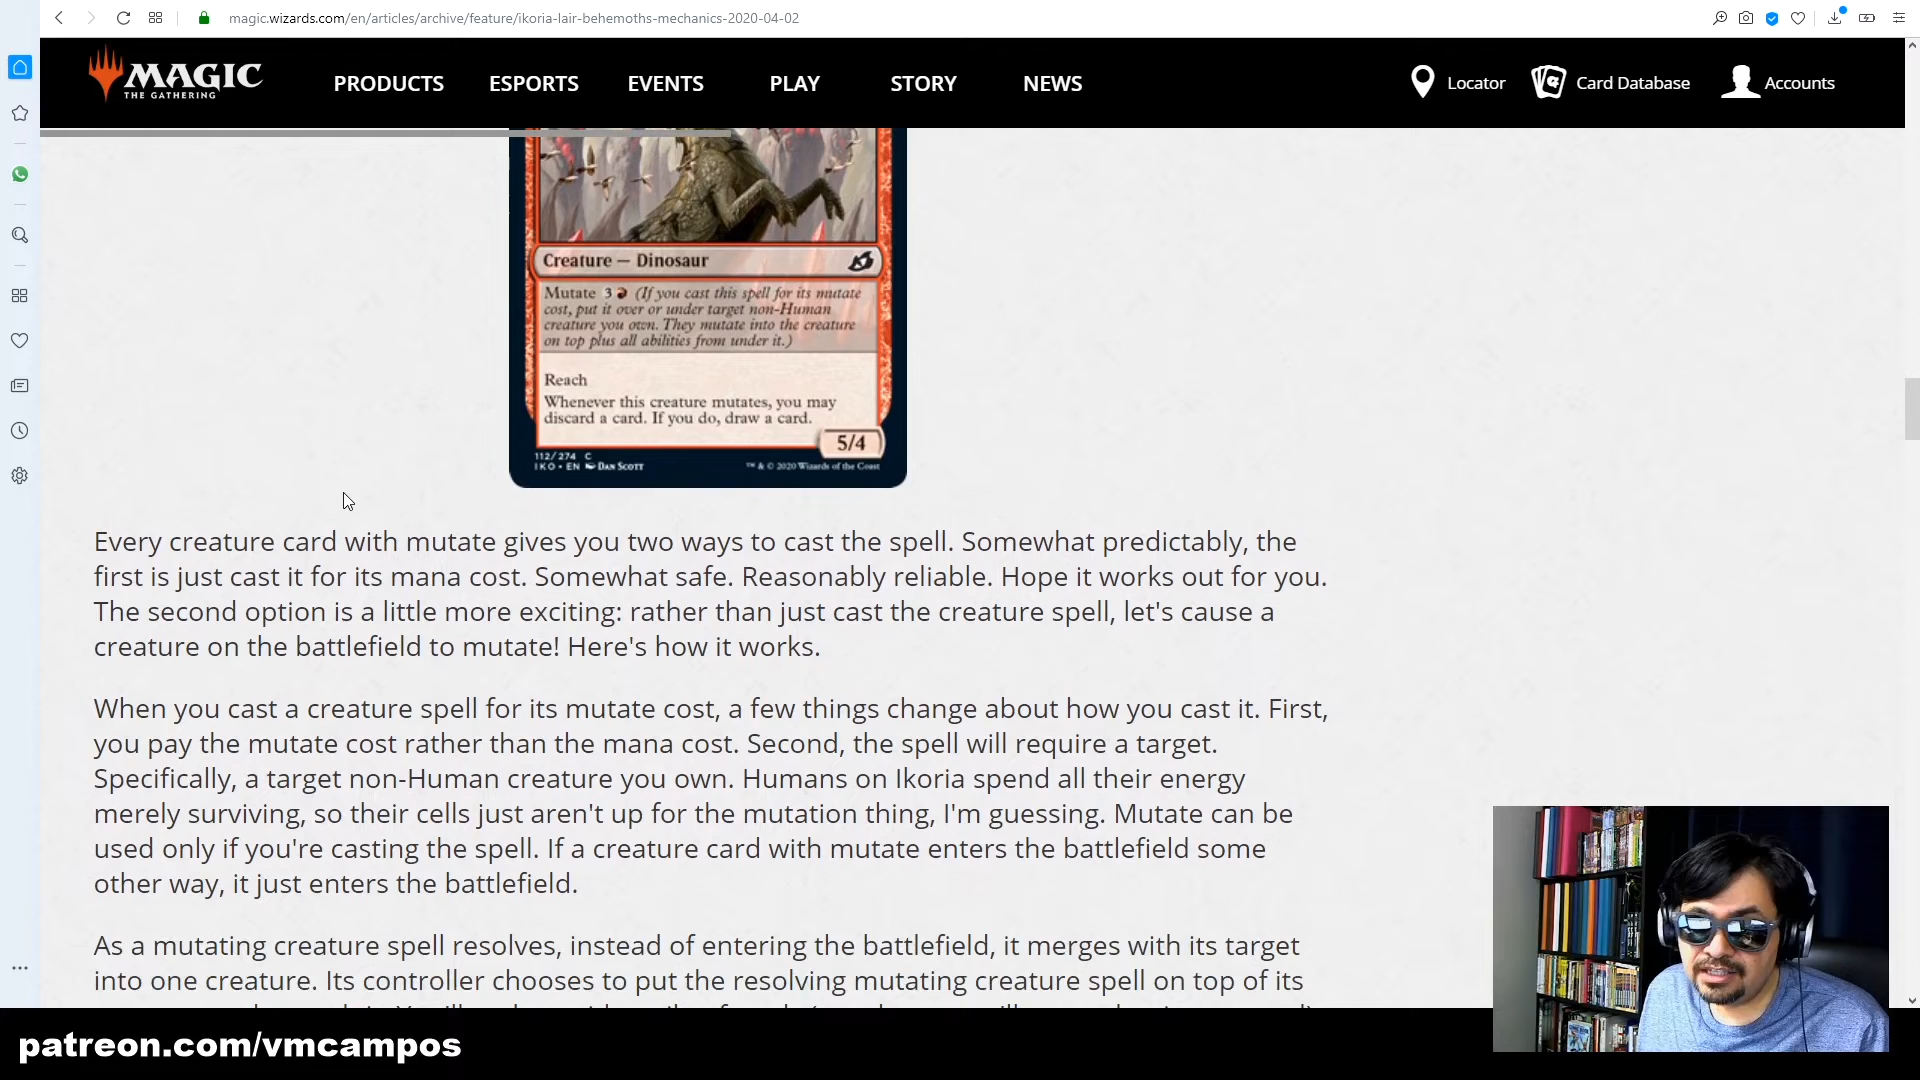 magic.wizards.com/en/articles/archive/feature/ikoria-lair-behemoths-mechanics-2020-04-02
MAGIC
THE GATHERING
PRODUCTS
ESPORTS
EVENTS
PLAY
STORY
NEWS
Locator
Card Database
Accounts
Creature — Dinosaur
Mutate 3 (If you cast this spell for its mutate
cost, put it over or under target non-Human
creature you own. They mutate into the creature
on top plus all abilities from under it.)
Reach
Whenever this creature mutates, you may
discard a card. If you do, draw a card.
5/4
112/274 C
IKO • EN DAN SCOTT
™ & © 2020 Wizards of the Coast
Every creature card with mutate gives you two ways to cast the spell. Somewhat predictably, the
first is just cast it for its mana cost. Somewhat safe. Reasonably reliable. Hope it works out for you.
The second option is a little more exciting: rather than just cast the creature spell, let's cause a
creature on the battlefield to mutate! Here's how it works.
When you cast a creature spell for its mutate cost, a few things change about how you cast it. First,
you pay the mutate cost rather than the mana cost. Second, the spell will require a target.
Specifically, a target non-Human creature you own. Humans on Ikoria spend all their energy
merely surviving, so their cells just aren't up for the mutation thing, I'm guessing. Mutate can be
used only if you're casting the spell. If a creature card with mutate enters the battlefield some
other way, it just enters the battlefield.
As a mutating creature spell resolves, instead of entering the battlefield, it merges with its target
into one creature. Its controller chooses to put the resolving mutating creature spell on top of its
patreon.com/vmcampos